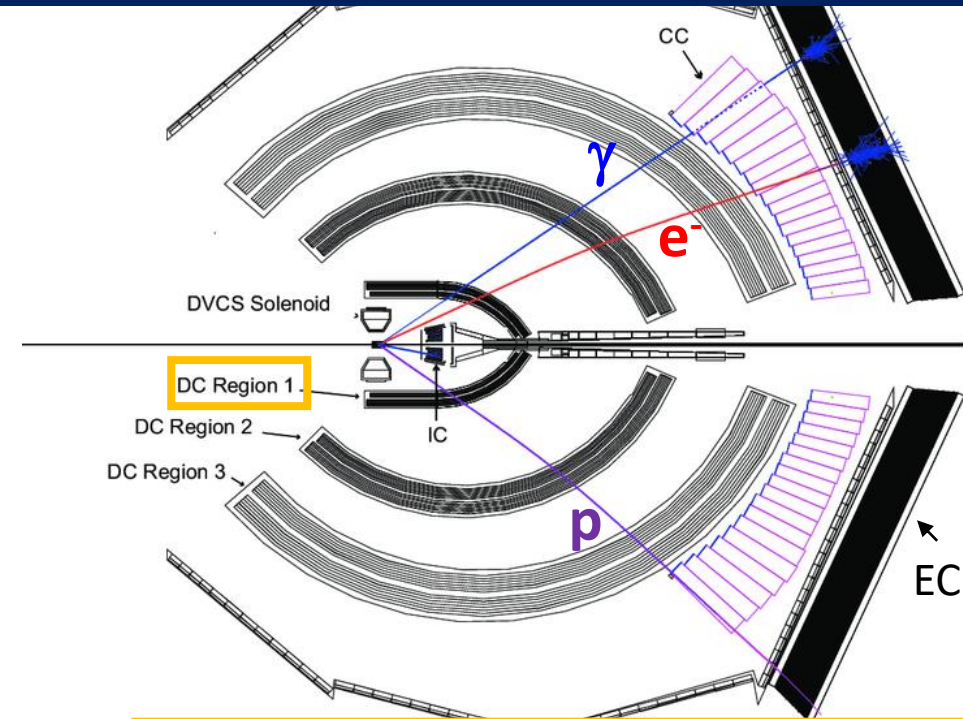 CC
γ
e⁻
DVCS Solenoid
DC Region 1
IC
DC Region 2
DC Region 3
p
EC